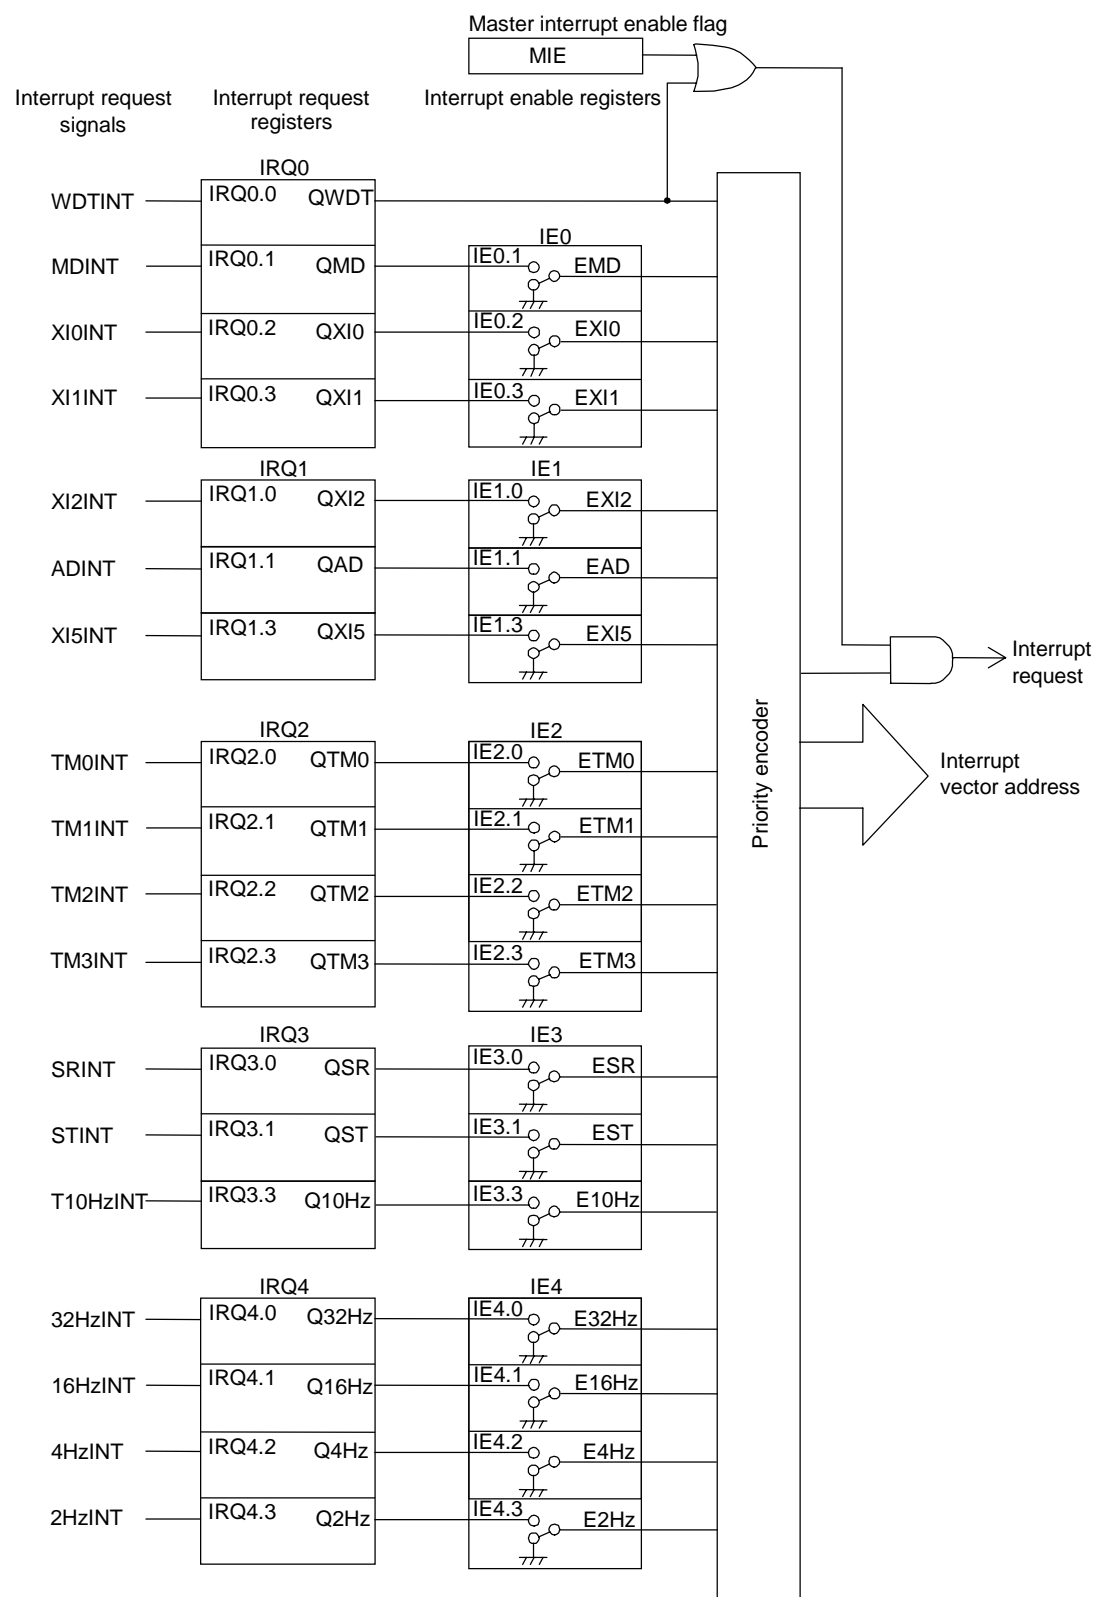 Master interrupt enable flag
MIE
Interrupt request
signals
Interrupt request
registers
Interrupt enable registers
IRQ0
WDTINT
IRQ0.0 QWDT
IE0
MDINT
IRQ0.1 QMD
IE0.1 EMD
XI0INT
IRQ0.2 QXI0
IE0.2 EXI0
XI1INT
IRQ0.3 QXI1
IE0.3 EXI1
IRQ1
IE1
XI2INT
IRQ1.0 QXI2
IE1.0 EXI2
ADINT
IRQ1.1 QAD
IE1.1 EAD
XI5INT
IRQ1.3 QXI5
IE1.3 EXI5
Interrupt
request
IRQ2
IE2
TM0INT
IRQ2.0 QTM0
IE2.0 ETM0
Priority encoder
Interrupt
vector address
TM1INT
IRQ2.1 QTM1
IE2.1 ETM1
TM2INT
IRQ2.2 QTM2
IE2.2 ETM2
TM3INT
IRQ2.3 QTM3
IE2.3 ETM3
IRQ3
IE3
SRINT
IRQ3.0 QSR
IE3.0 ESR
STINT
IRQ3.1 QST
IE3.1 EST
T10HzINT
IRQ3.3 Q10Hz
IE3.3 E10Hz
IRQ4
IE4
32HzINT
IRQ4.0 Q32Hz
IE4.0 E32Hz
16HzINT
IRQ4.1 Q16Hz
IE4.1 E16Hz
4HzINT
IRQ4.2 Q4Hz
IE4.2 E4Hz
2HzINT
IRQ4.3 Q2Hz
IE4.3 E2Hz